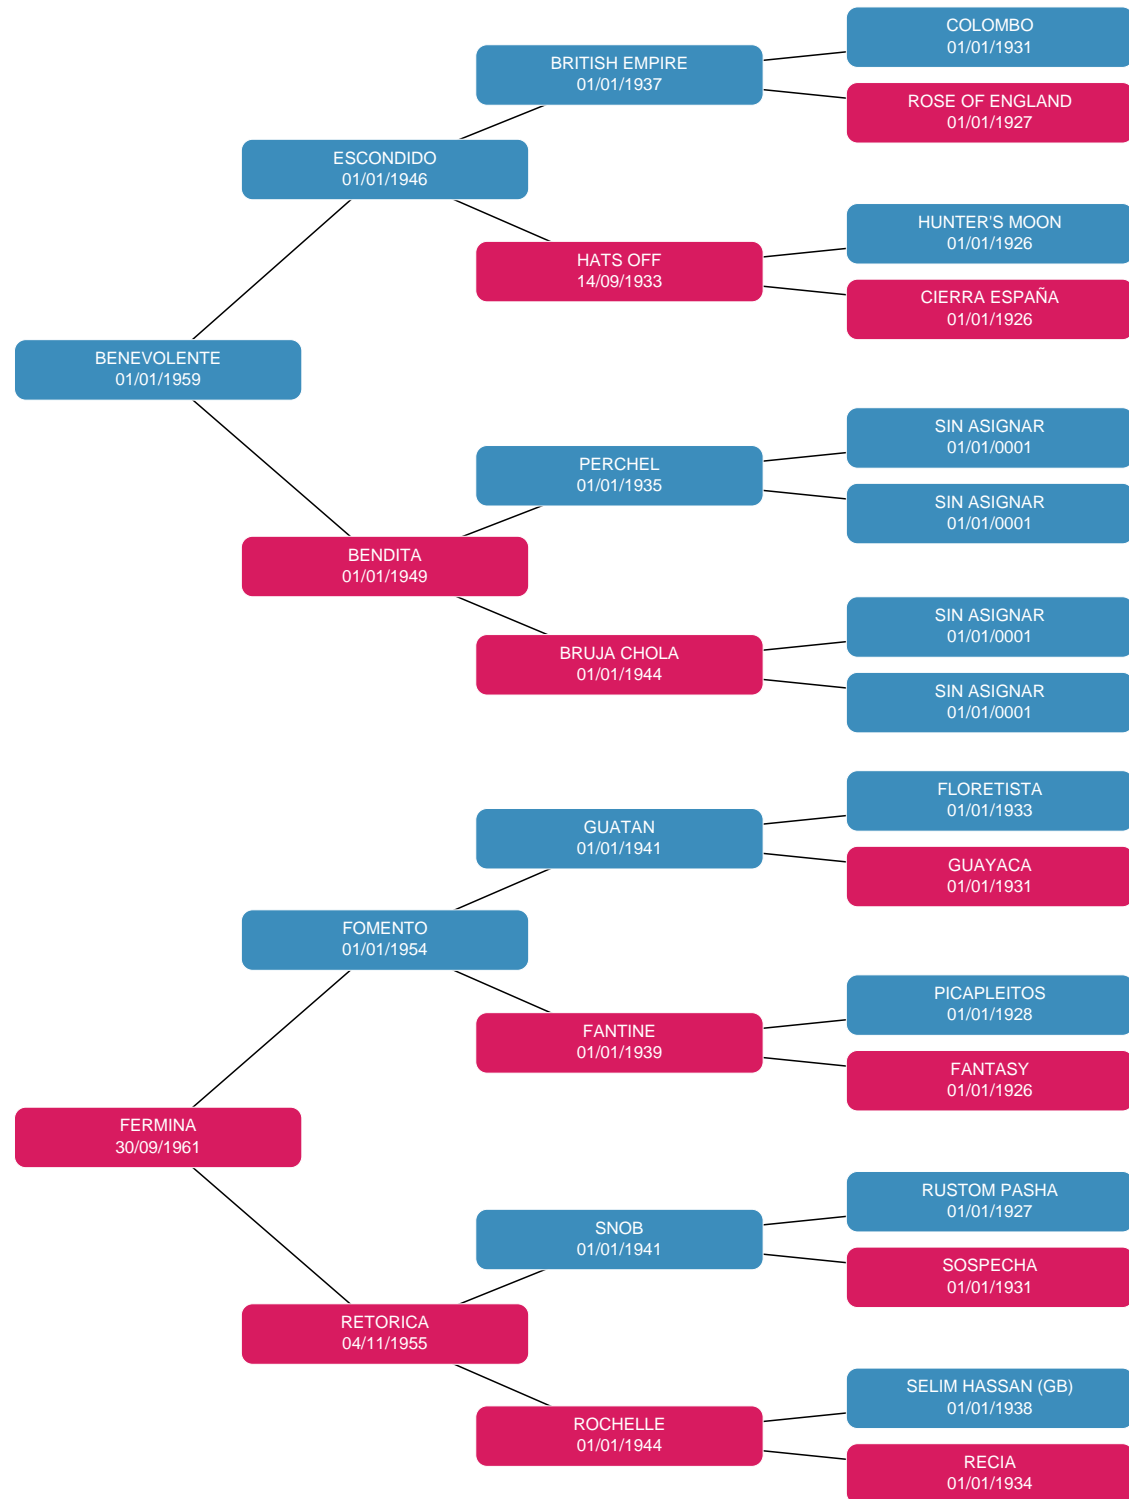 COLOMBO
01/01/1931
BRITISH EMPIRE
01/01/1937
ROSE OF ENGLAND
01/01/1927
ESCONDIDO
01/01/1946
HUNTER'S MOON
01/01/1926
HATS OFF
14/09/1933
CIERRA ESPAÑA
01/01/1926
BENEVOLENTE
01/01/1959
SIN ASIGNAR
01/01/0001
PERCHEL
01/01/1935
SIN ASIGNAR
01/01/0001
BENDITA
01/01/1949
SIN ASIGNAR
01/01/0001
BRUJA CHOLA
01/01/1944
SIN ASIGNAR
01/01/0001
FLORETISTA
01/01/1933
GUATAN
01/01/1941
GUAYACA
01/01/1931
FOMENTO
01/01/1954
PICAPLEITOS
01/01/1928
FANTINE
01/01/1939
FANTASY
01/01/1926
FERMINA
30/09/1961
RUSTOM PASHA
01/01/1927
SNOB
01/01/1941
SOSPECHA
01/01/1931
RETORICA
04/11/1955
SELIM HASSAN (GB)
01/01/1938
ROCHELLE
01/01/1944
RECIA
01/01/1934